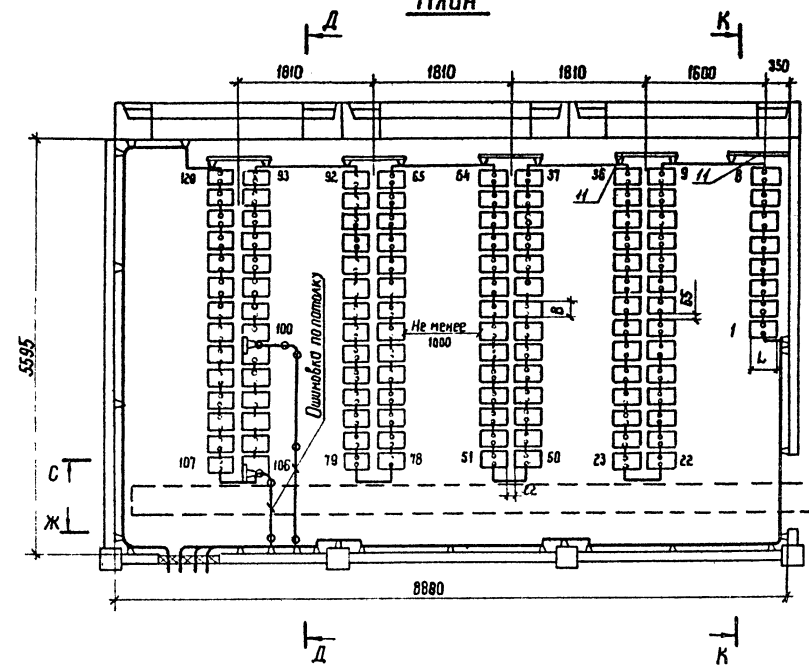 План
Д К
1810 1810 1810 1600 350
120 93 92 65 64 37 36 9 8
11 11
5595
100
Ошиновка по потолку
Не менее
1000
В
65
1
L
107 106 79 78 51 50 23 22
С
Ж
a
8880
Д К